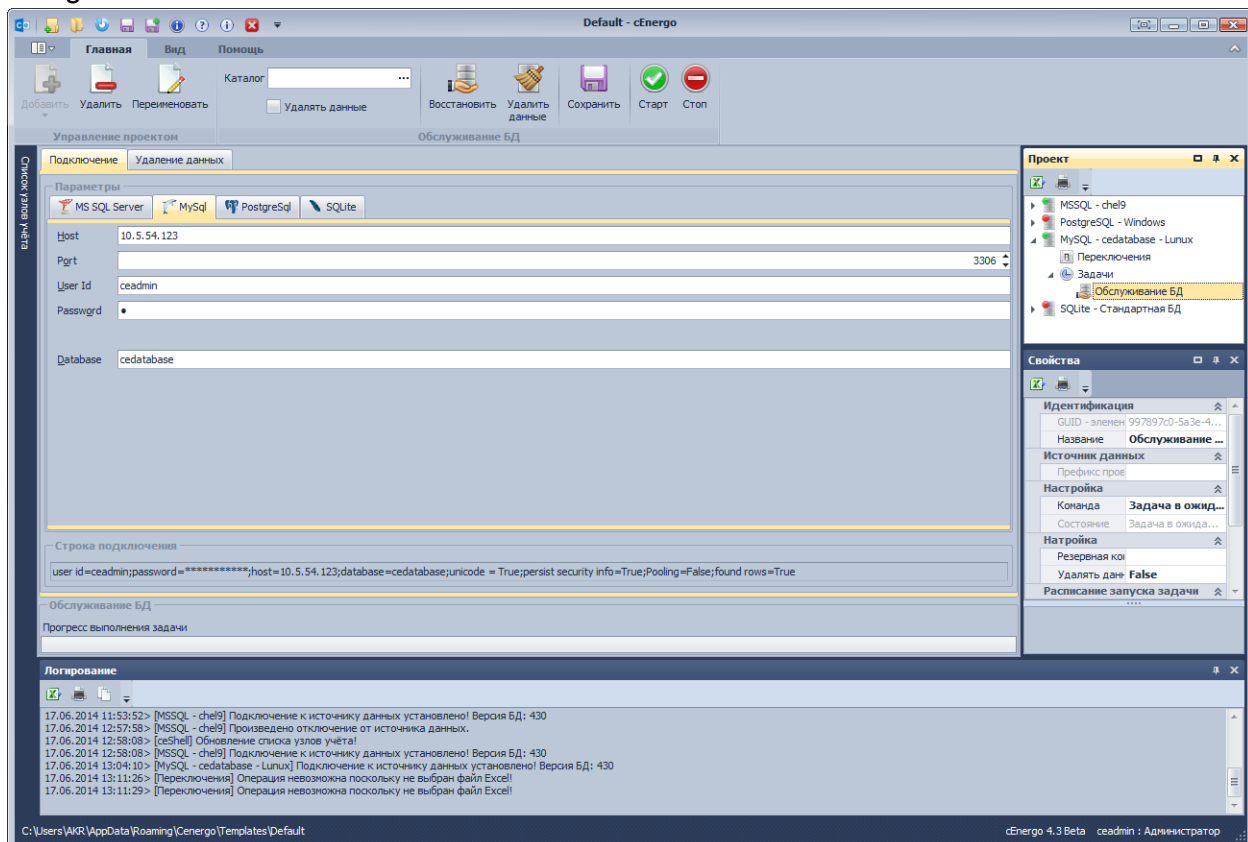 Default - cEnergo
Главная Вид Помощь
Добавить Удалить Переименовать
Каталог ...
Удалять данные
Восстановить Удалить данные Сохранить Старт Стоп
Управление проектом Обслуживание БД
Список узлов учёта
Подключение Удаление данных
Параметры
MS SQL Server MySql PostgreSql SQLite
Host 10.5.54.123
Port 3306
User Id ceadmin
Password •
Database cedatabase
Строка подключения
user id=ceadmin;password=***********;host=10.5.54.123;database=cedatabase;unicode = True;persist security info=True;Pooling=False;found rows=True
Обслуживание БД
Прогресс выполнения задачи
Проект
MSSQL - chel9
PostgreSQL - Windows
MySQL - cedatabase - Lunux
Переключения
Задачи
Обслуживание БД
SQLite - Стандартная БД
Свойства
Идентификация
GUID - элемен 997897c0-5a3e-4...
Название Обслуживание ...
Источник данных
Префикс прое
Настройка
Команда Задача в ожид...
Состояние Задача в ожида...
Натройка
Резервная ко
Удалять дан False
Расписание запуска задачи
Логирование
17.06.2014 11:53:52> [MSSQL - chel9] Подключение к источнику данных установлено! Версия БД: 430
17.06.2014 12:57:58> [MSSQL - chel9] Произведено отключение от источника данных.
17.06.2014 12:58:08> [ceShell] Обновление списка узлов учёта!
17.06.2014 12:58:08> [MSSQL - chel9] Подключение к источнику данных установлено! Версия БД: 430
17.06.2014 13:04:10> [MySQL - cedatabase - Lunux] Подключение к источнику данных установлено! Версия БД: 430
17.06.2014 13:11:26> [Переключения] Операция невозможна поскольку не выбран файл Excel!
17.06.2014 13:11:29> [Переключения] Операция невозможна поскольку не выбран файл Excel!
C:\Users\AKR\AppData\Roaming\Cenergo\Templates\Default
cEnergo 4.3 Beta ceadmin : Администратор